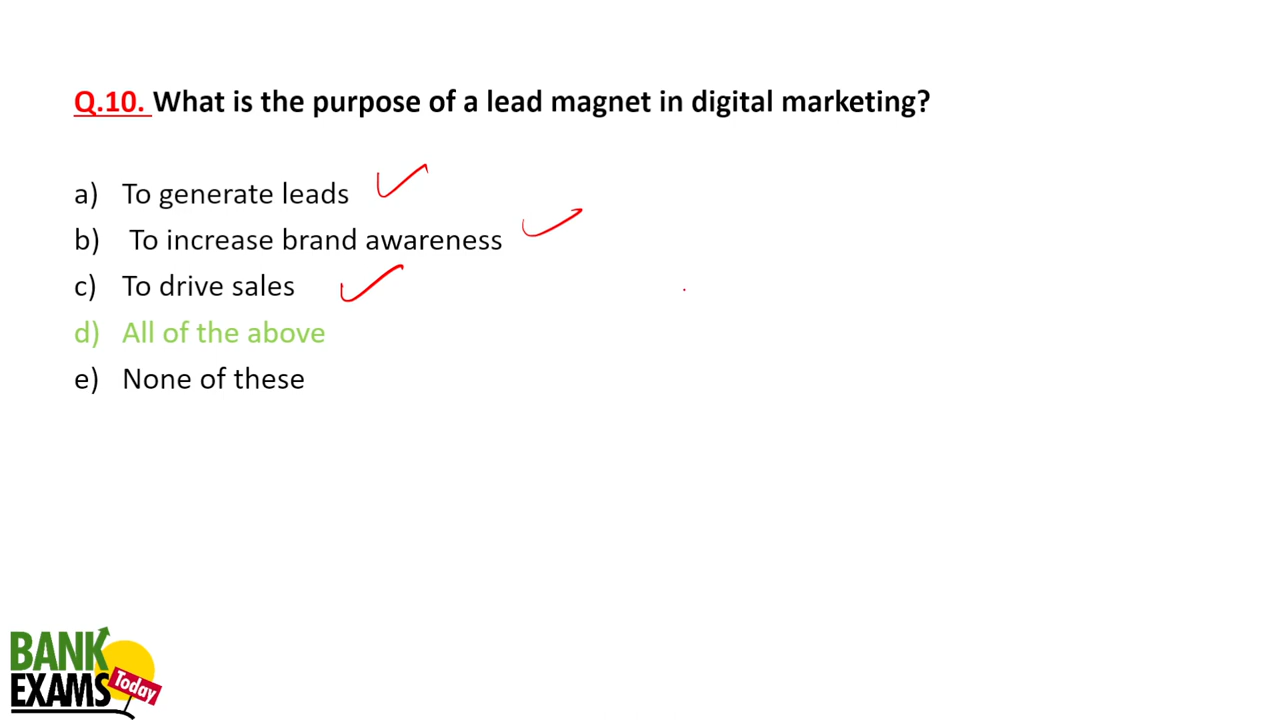 Q.10. What is the purpose of a lead magnet in digital marketing?
a) To generate leads
b) To increase brand awareness
c) To drive sales
d) All of the above
e) None of these
BANK
EXAMS
Today